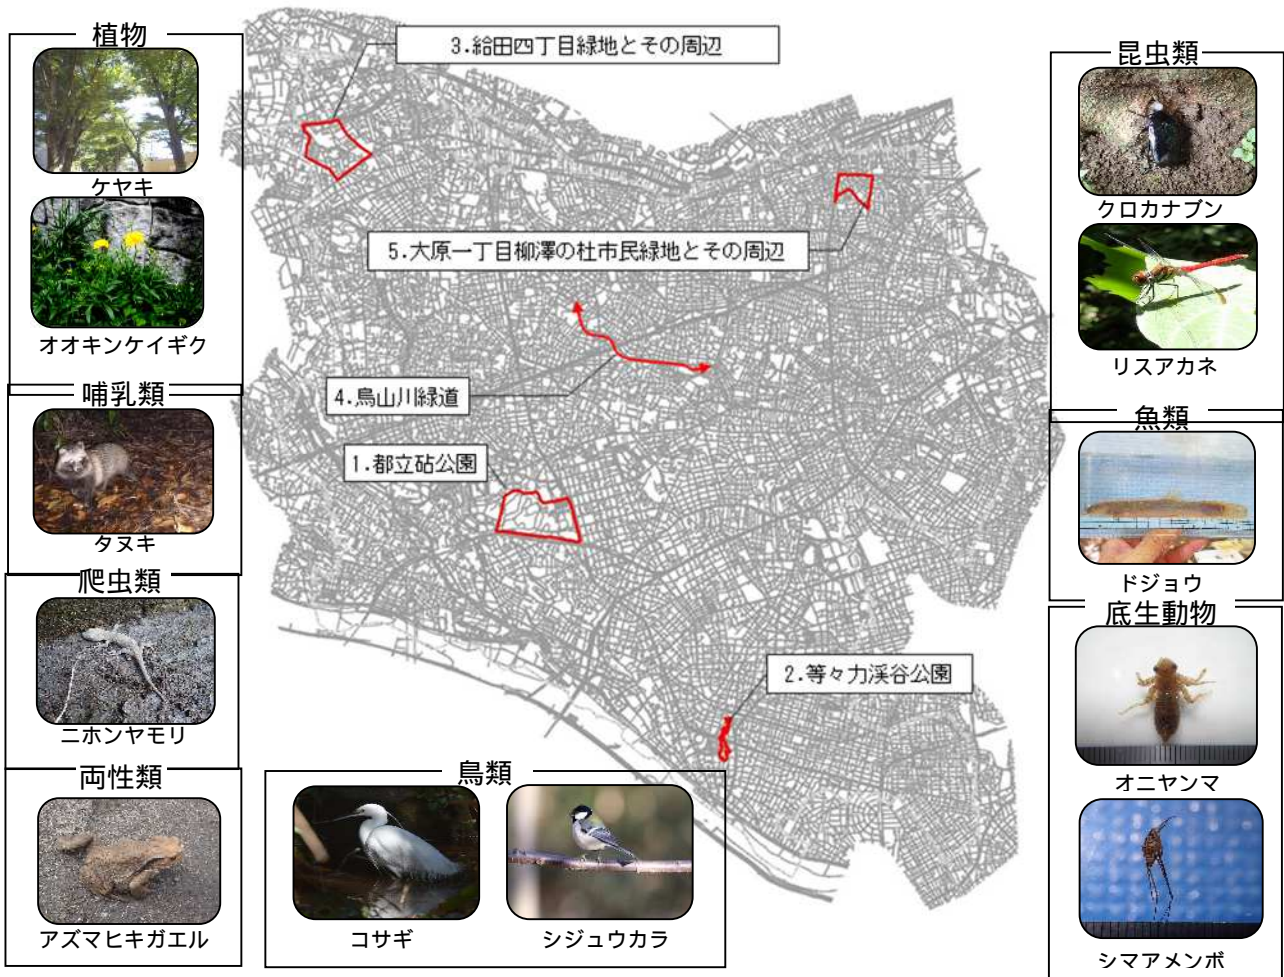 植物
ケヤキ
オオキンケイギク
哺乳類
タヌキ
爬虫類
ニホンヤモリ
両性類
アズマヒキガエル
3.給田四丁目緑地とその周辺
5.大原一丁目柳澤の杜市民緑地とその周辺
4.烏山川緑道
1.都立砧公園
2.等々力渓谷公園
鳥類
コサギ
シジュウカラ
昆虫類
クロカナブン
リスアカネ
魚類
ドジョウ
底生動物
オニヤンマ
シマアメンボ